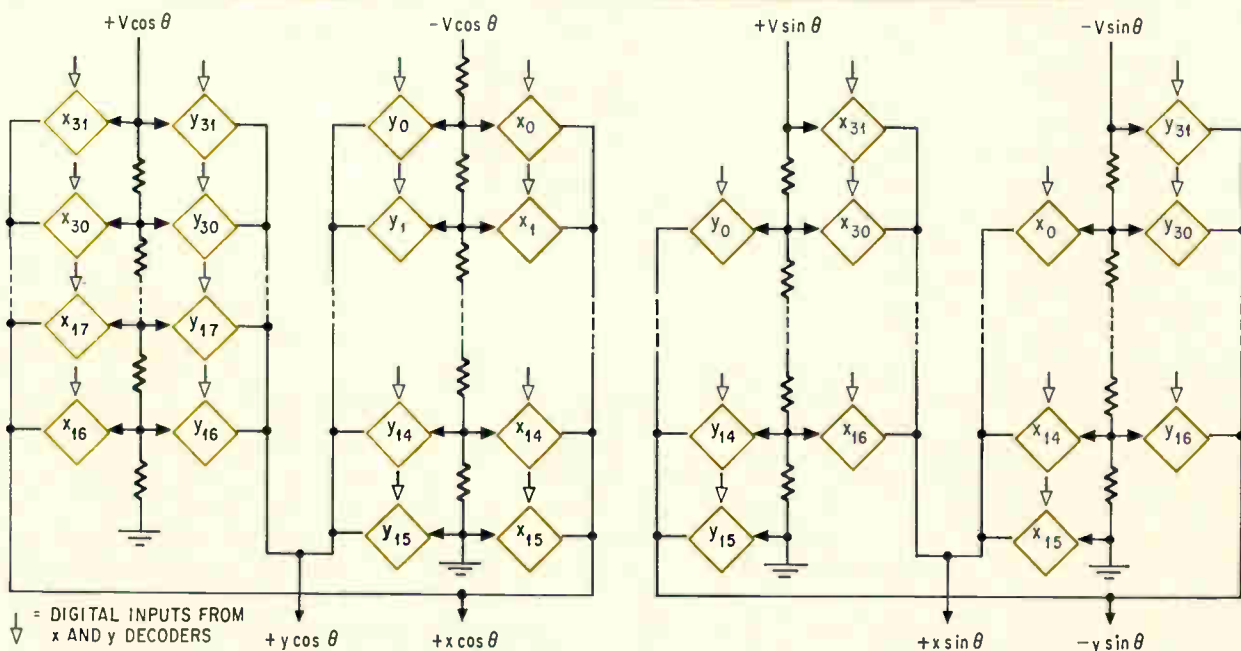 +V cos θ -V cos θ +V sin θ -V sin θ
x31 y31 y0 x0 x31 y31
x30 y30 y1 x1 y0 x30 x0 y30
x17 y17
x16 y16 y14 x14 y14 x16 x14 y16
y15 x15 y15 x15
= DIGITAL INPUTS FROM
x AND y DECODERS
+y cos θ +x cos θ +x sin θ -y sin θ